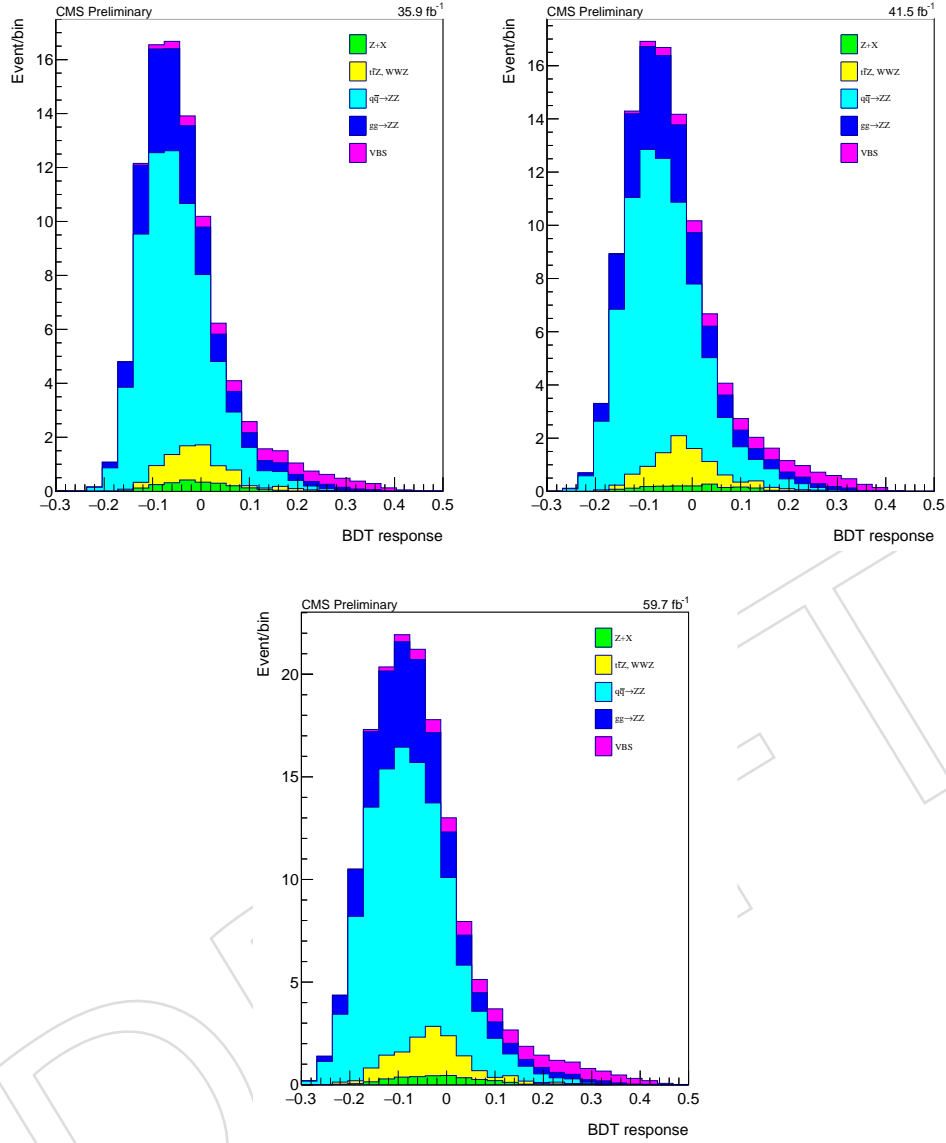 CMS Preliminary 35.9 fb⁻¹
Event/bin
16
14
12
10
8
6
4
2
0
Z+X
tt̄Z, WWZ
qq̄→ZZ
gg→ZZ
VBS
−0.3 −0.2 −0.1 0 0.1 0.2 0.3 0.4 0.5
BDT response
CMS Preliminary 41.5 fb⁻¹
Event/bin
16
14
12
10
8
6
4
2
0
Z+X
tt̄Z, WWZ
qq̄→ZZ
gg→ZZ
VBS
−0.3 −0.2 −0.1 0 0.1 0.2 0.3 0.4 0.5
BDT response
CMS Preliminary 59.7 fb⁻¹
Event/bin
20
15
10
5
0
Z+X
tt̄Z, WWZ
qq̄→ZZ
gg→ZZ
VBS
−0.3 −0.2 −0.1 0 0.1 0.2 0.3 0.4 0.5
BDT response